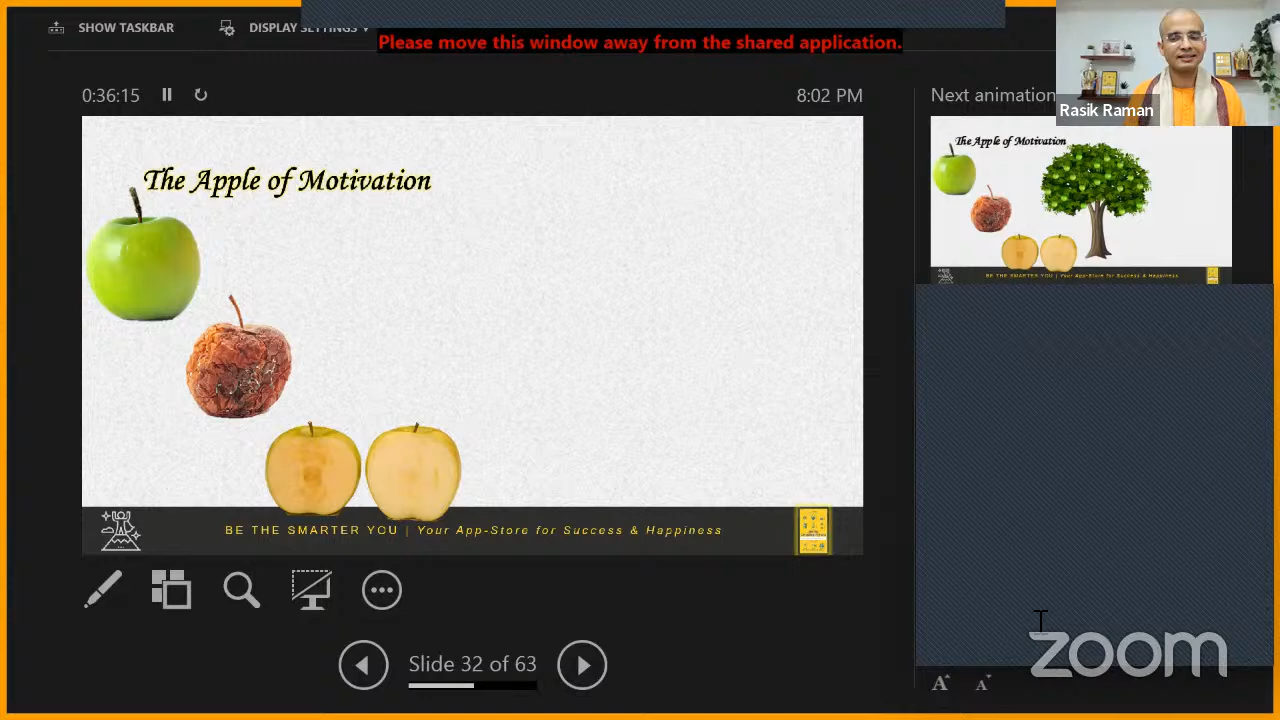 SHOW TASKBAR
DISPLAY SETTINGS
Please move this window away from the shared application.
Rasik Raman
0:36:15
8:02 PM
Next animation
The Apple of Motivation
The Apple of Motivation
BE THE SMARTER YOU | Your App-Store for Success & Happiness
BE THE SMARTER YOU | Your App-Store for Success & Happiness
Slide 32 of 63
zoom
A A